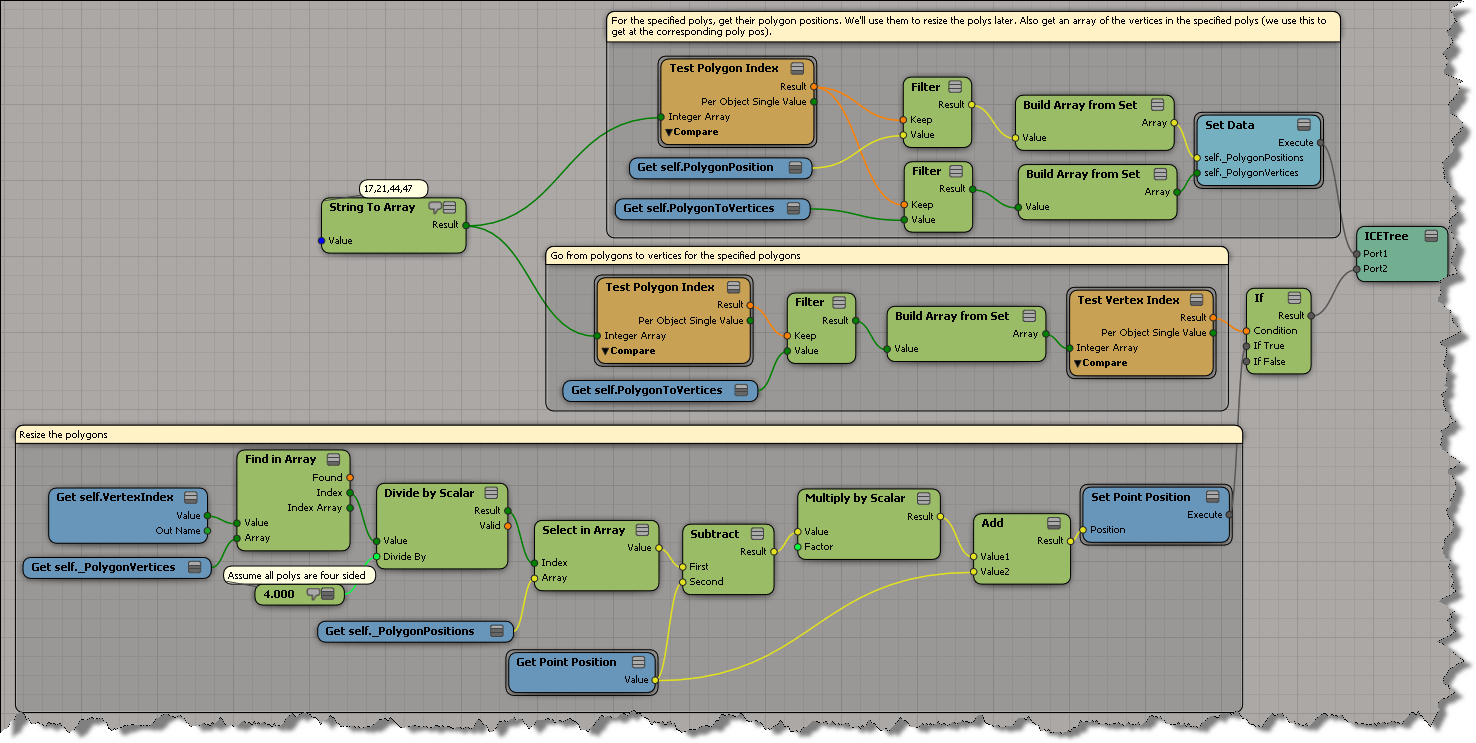 For the specified polys, get their polygon positions. We'll use them to resize the polys later. Also get an array of the vertices in the specified polys (we use this to
get at the corresponding poly pos).
Test Polygon Index
Result
Per Object Single Value
Integer Array
▼Compare
Get self.PolygonPosition
Get self.PolygonToVertices
Filter
Result
Keep
Value
Filter
Result
Keep
Value
Build Array from Set
Array
Value
Build Array from Set
Array
Value
Set Data
Execute
self._PolygonPositions
self._PolygonVertices
17,21,44,47
String To Array
Result
Value
ICETree
Port1
Port2
Go from polygons to vertices for the specified polygons
Test Polygon Index
Result
Per Object Single Value
Integer Array
▼Compare
Get self.PolygonToVertices
Filter
Result
Keep
Value
Build Array from Set
Array
Value
Test Vertex Index
Result
Per Object Single Value
Integer Array
▼Compare
If
Result
Condition
If True
If False
Resize the polygons
Get self.VertexIndex
Value
Out Name
Get self._PolygonVertices
Find in Array
Found
Index
Index Array
Value
Array
Assume all polys are four sided
4.000
Divide by Scalar
Result
Valid
Value
Divide By
Get self._PolygonPositions
Select in Array
Value
Index
Array
Get Point Position
Value
Subtract
Result
First
Second
Multiply by Scalar
Result
Value
Factor
Add
Result
Value1
Value2
Set Point Position
Execute
Position